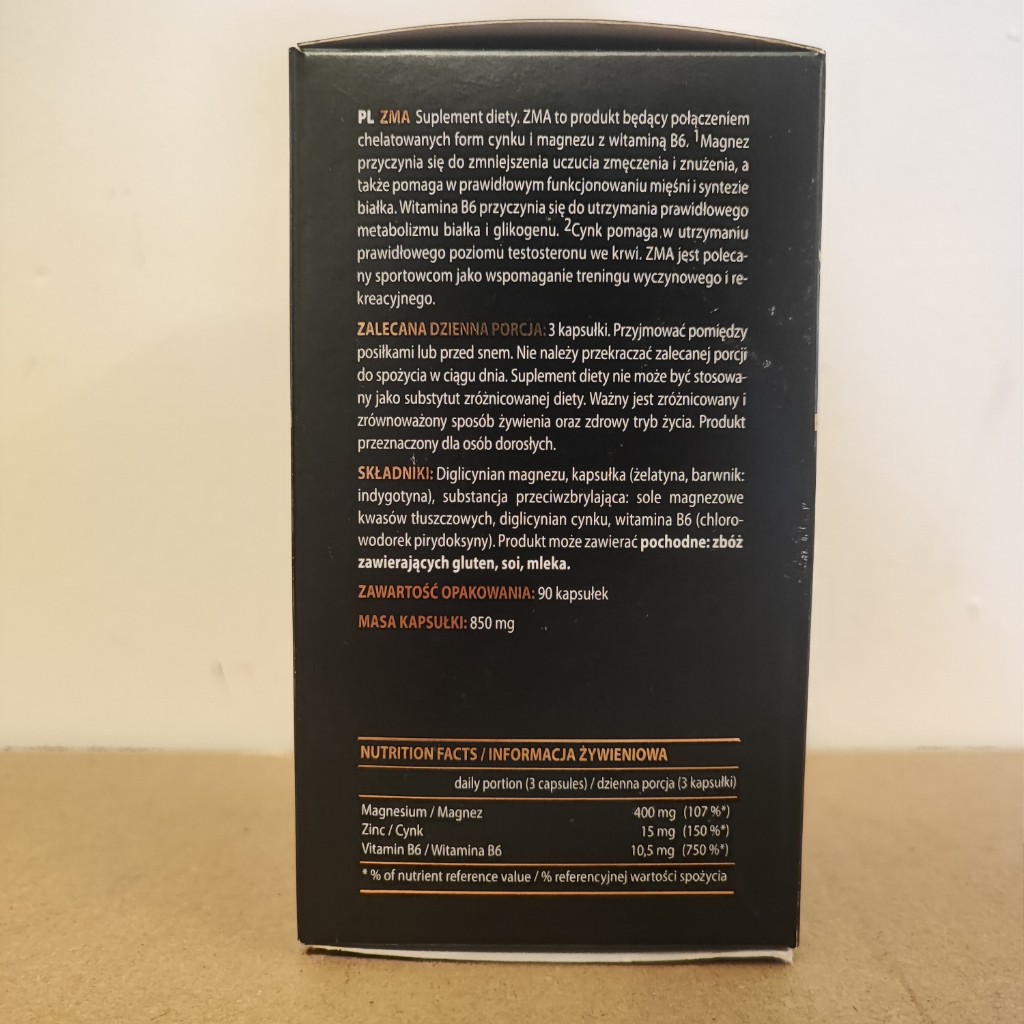 PL ZMA Suplement diety. ZMA to produkt będący połączeniem
chelatowanych form cynku i magnezu z witaminą B6. ¹Magnez
przyczynia się do zmniejszenia uczucia zmęczenia i znużenia, a
także pomaga w prawidłowym funkcjonowaniu mięśni i syntezie
białka. Witamina B6 przyczynia się do utrzymania prawidłowego
metabolizmu białka i glikogenu. ²Cynk pomaga w utrzymaniu
prawidłowego poziomu testosteronu we krwi. ZMA jest poleca-
ny sportowcom jako wspomaganie treningu wyczynowego i re-
kreacyjnego.
ZALECANA DZIENNA PORCJA: 3 kapsułki. Przyjmować pomiędzy
posiłkami lub przed snem. Nie należy przekraczać zalecanej porcji
do spożycia w ciągu dnia. Suplement diety nie może być stosowa-
ny jako substytut zróżnicowanej diety. Ważny jest zróżnicowany i
zrównoważony sposób żywienia oraz zdrowy tryb życia. Produkt
przeznaczony dla osób dorosłych.
SKŁADNIKI: Diglicynian magnezu, kapsułka (żelatyna, barwnik:
indygotyna), substancja przeciwzbrylająca: sole magnezowe
kwasów tłuszczowych, diglicynian cynku, witamina B6 (chloro-
wodorek pirydoksyny). Produkt może zawierać pochodne: zbóż
zawierających gluten, soi, mleka.
ZAWARTOŚĆ OPAKOWANIA: 90 kapsułek
MASA KAPSUŁKI: 850 mg
NUTRITION FACTS / INFORMACJA ŻYWIENIOWA
daily portion (3 capsules) / dzienna porcja (3 kapsułki)
Magnesium / Magnez 400 mg (107 %*)
Zinc / Cynk 15 mg (150 %*)
Vitamin B6 / Witamina B6 10,5 mg (750 %*)
* % of nutrient reference value / % referencyjnej wartości spożycia